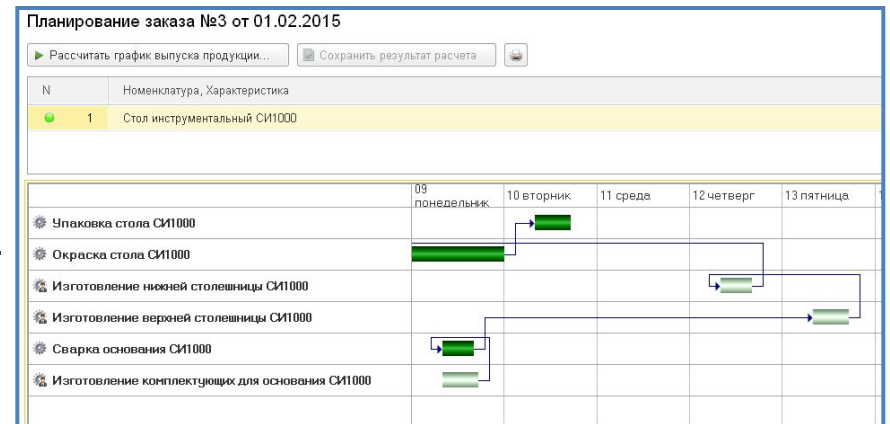 Планирование заказа №3 от 01.02.2015
Рассчитать график выпуска продукции... Сохранить результат расчета
N Номенклатура, Характеристика
1 Стол инструментальный СИ1000
09 понедельник 10 вторник 11 среда 12 четверг 13 пятница 1
Упаковка стола СИ1000
Окраска стола СИ1000
Изготовление нижней столешницы СИ1000
Изготовление верхней столешницы СИ1000
Сварка основания СИ1000
Изготовление комплектующих для основания СИ1000